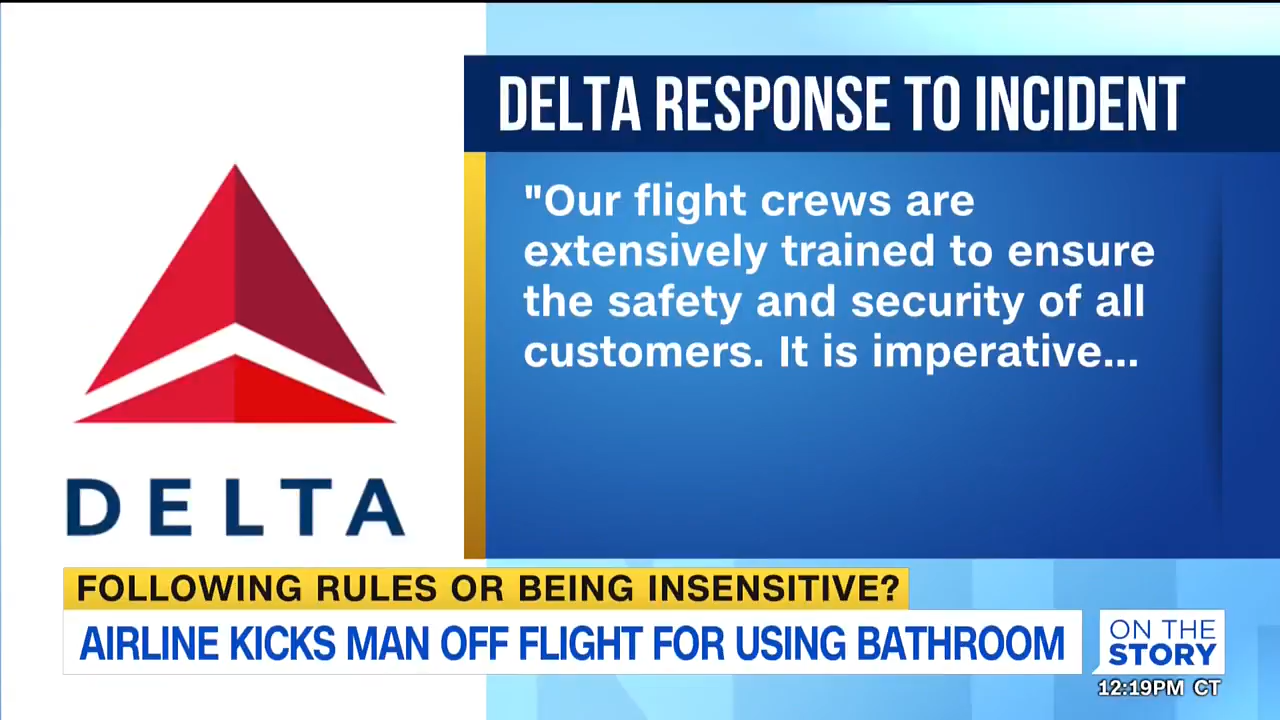 DELTA RESPONSE TO INCIDENT
"Our flight crews are
extensively trained to ensure
the safety and security of all
customers. It is imperative...
DELTA
FOLLOWING RULES OR BEING INSENSITIVE?
AIRLINE KICKS MAN OFF FLIGHT FOR USING BATHROOM
ON THE
STORY
12:19PM CT